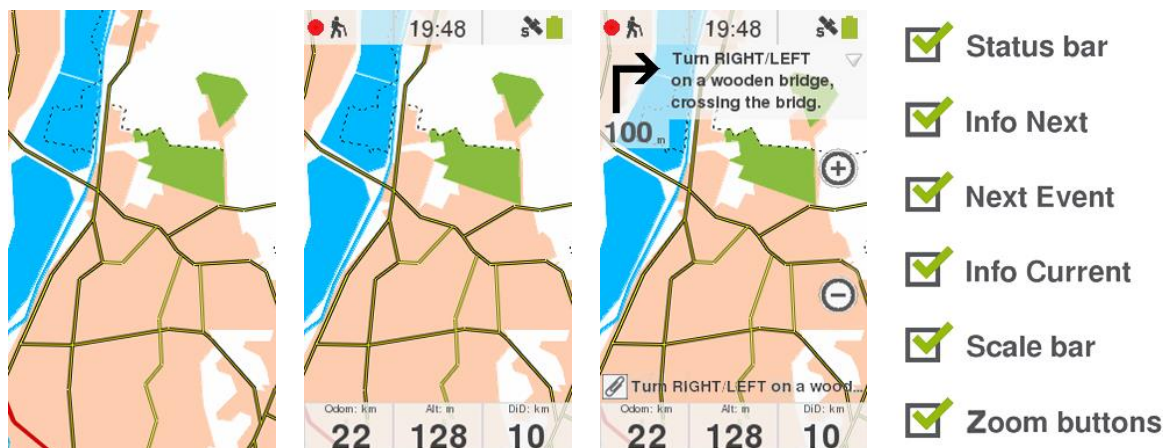 19:48
S
Odom: km
Alt: m
DiD: km
22
128
10
19:48
S
Turn RIGHT/LEFT
on a wooden bridge,
crossing the bridg.
100 m
+
−
Turn RIGHT/LEFT on a wood...
Odom: km
Alt: m
DiD: km
22
128
10
Status bar
Info Next
Next Event
Info Current
Scale bar
Zoom buttons